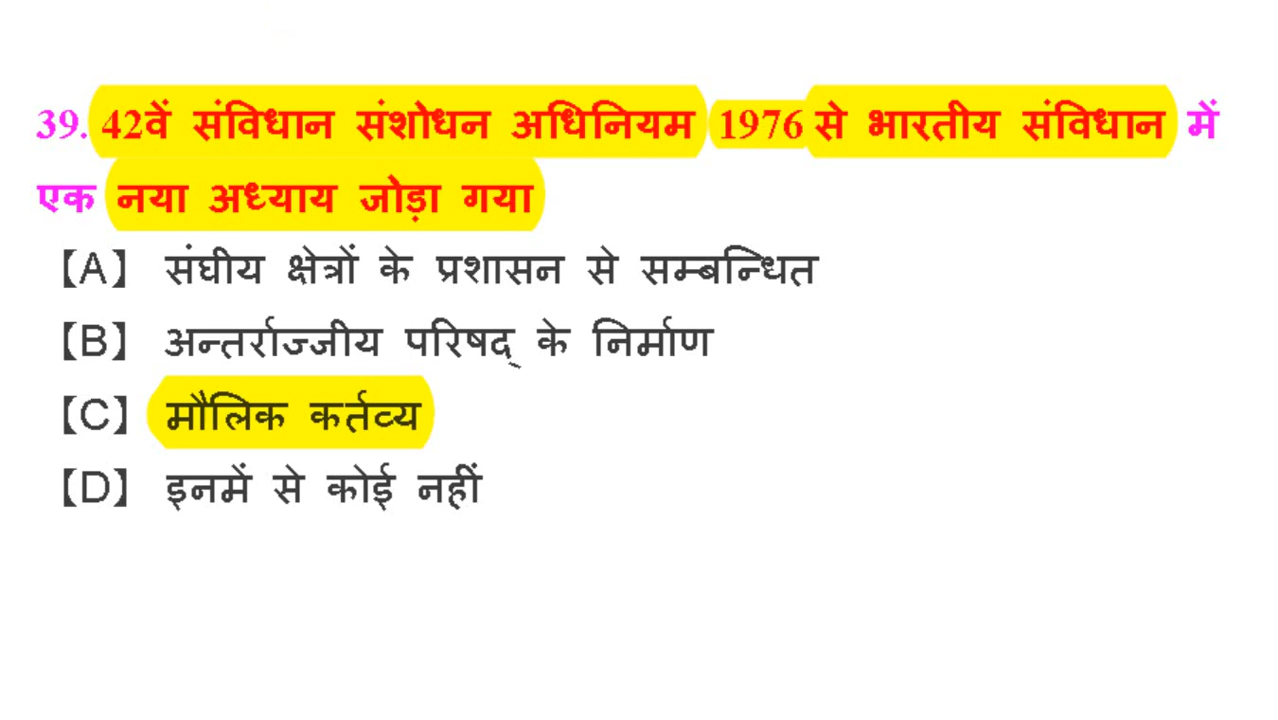 39. 42वें संविधान संशोधन अधिनियम 1976 से भारतीय संविधान में
एक नया अध्याय जोड़ा गया
【A】 संघीय क्षेत्रों के प्रशासन से सम्बन्धित
【B】 अन्तर्राज्जीय परिषद् के निर्माण
【C】 मौलिक कर्तव्य
【D】 इनमें से कोई नहीं